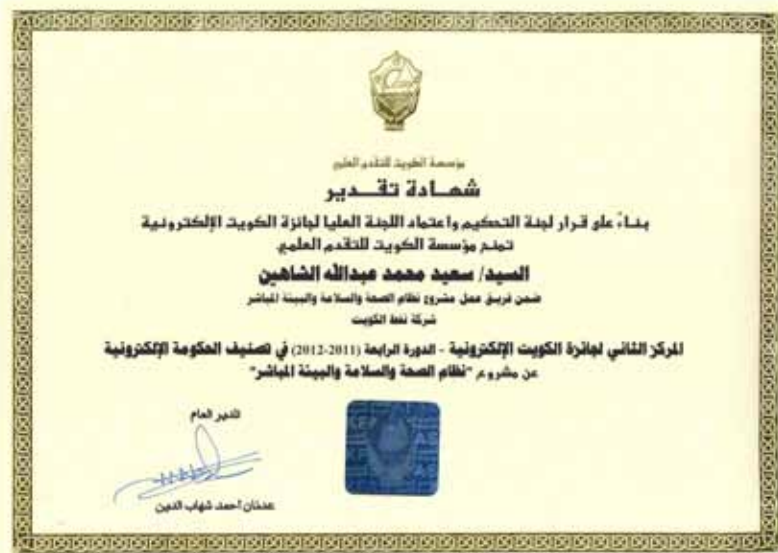 مؤسسة الكويت للتقدم العلمي
شهادة تقدير
بناءً على قرار لجنة التحكيم واعتماد اللجنة العليا لجائزة الكويت الإلكترونية
تمنح مؤسسة الكويت للتقدم العلمي
السيد/ سعيد محمد عبدالله الشاهين
ضمن فريق عمل مشروع نظام الصحة والسلامة والبيئة المباشر
شركة نفط الكويت
المركز الثاني لجائزة الكويت الإلكترونية - الدورة الرابعة (2011-2012) في تصنيف الحكومة الإلكترونية
عن مشروع "نظام الصحة والسلامة والبيئة المباشر"
المدير العام
عدنان أحمد شهاب الدين